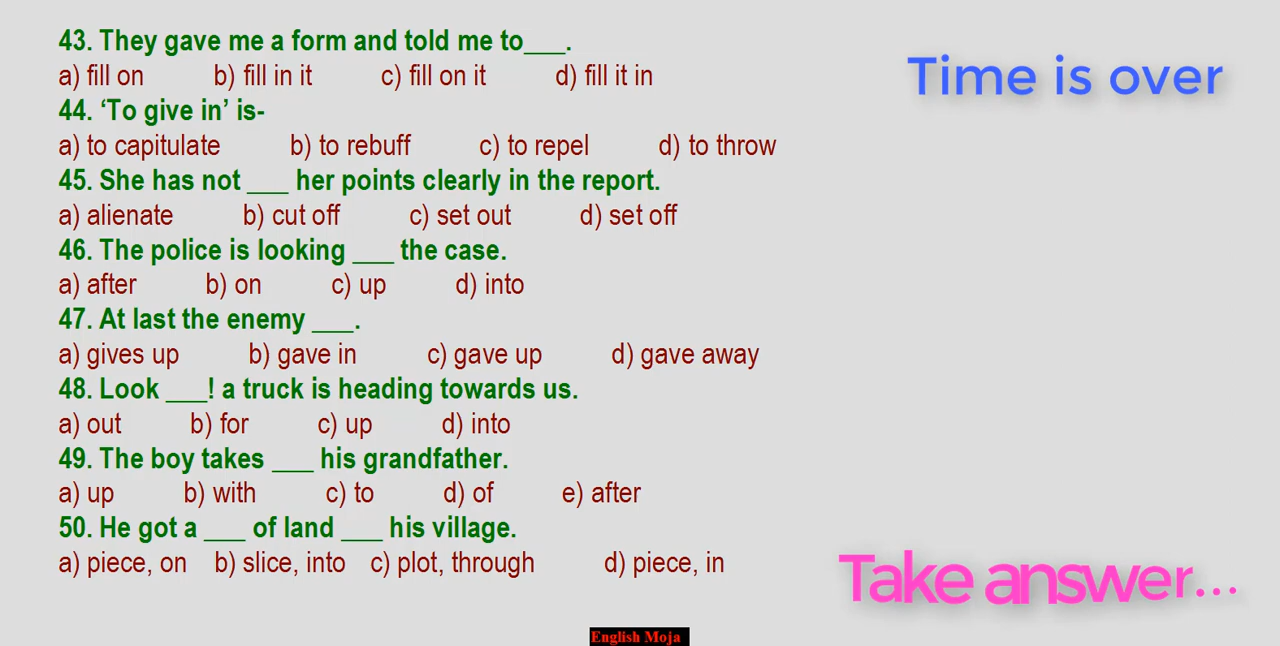 43. They gave me a form and told me to___.
a) fill on b) fill in it c) fill on it d) fill it in
44. ‘To give in’ is-
a) to capitulate b) to rebuff c) to repel d) to throw
45. She has not ___ her points clearly in the report.
a) alienate b) cut off c) set out d) set off
46. The police is looking ___ the case.
a) after b) on c) up d) into
47. At last the enemy ___.
a) gives up b) gave in c) gave up d) gave away
48. Look ___! a truck is heading towards us.
a) out b) for c) up d) into
49. The boy takes ___ his grandfather.
a) up b) with c) to d) of e) after
50. He got a ___ of land ___ his village.
a) piece, on b) slice, into c) plot, through d) piece, in
Time is over
Take answer...
English Moja